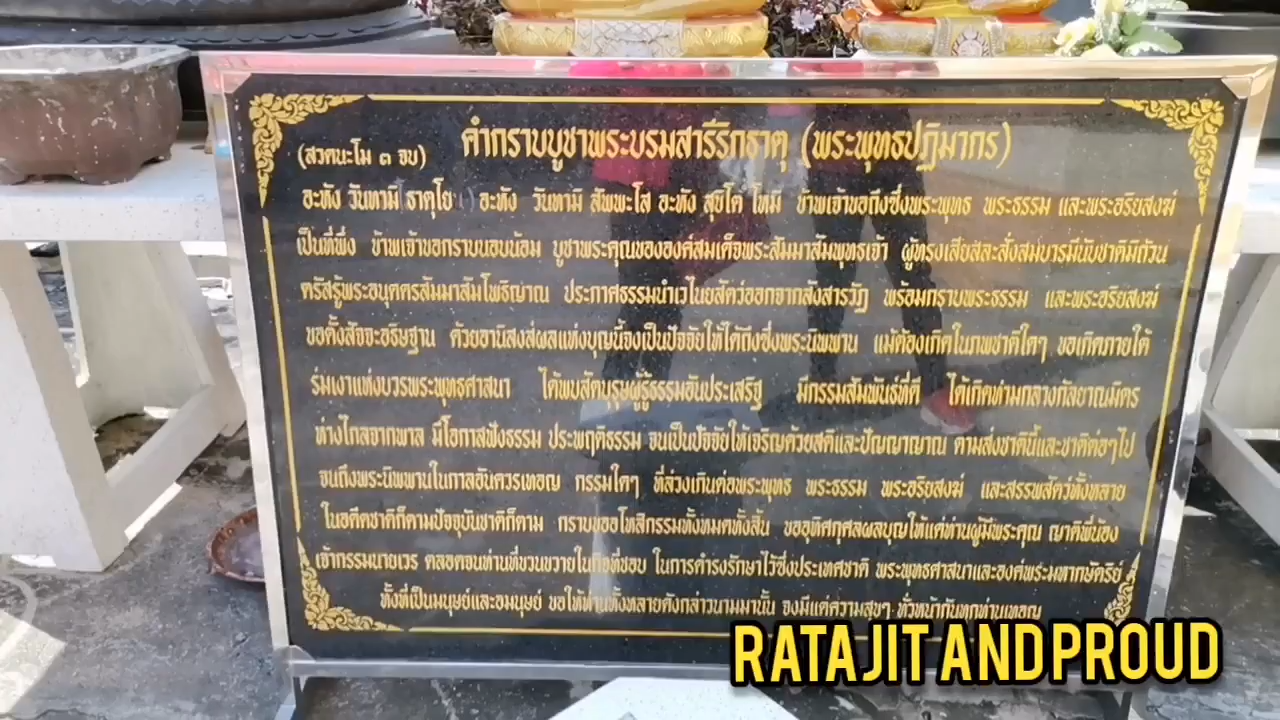 คำกราบบูชาพระบรมสารีริกธาตุ (พระพุทธปฏิมากร)
(สวดนะโม ๓ จบ)
อะหัง วันทามิ ธาตุโย อะหัง วันทามิ สัพพะโส อะหัง สุขิโต โหมิ ข้าพเจ้าขอถึงซึ่งพระพุทธ พระธรรม และพระอริยสงฆ์
เป็นที่พึ่ง ข้าพเจ้าขอกราบนอบน้อม บูชาพระคุณขององค์สมเด็จพระสัมมาสัมพุทธเจ้า ผู้ทรงเสียสละสั่งสมบารมีนับชาติมิถ้วน
ตรัสรู้พระอนุตตรสัมมาสัมโพธิญาณ ประกาศธรรมนำเวไนยสัตว์ออกจากสังสารวัฏ พร้อมกราบพระธรรม และพระอริยสงฆ์
ขอตั้งสัจจะอธิษฐาน ด้วยอานิสงส์ผลแห่งบุญนี้จงเป็นปัจจัยให้ได้ถึงซึ่งพระนิพพาน แม้ต้องเกิดในภพชาติใดๆ ขอเกิดภายใต้
ร่มเงาแห่งบวรพระพุทธศาสนา ได้พบสัตบุรุษผู้รู้ธรรมอันประเสริฐ มีกรรมสัมพันธ์ที่ดี ได้เกิดท่ามกลางกัลยาณมิตร
ห่างไกลจากพาล มีโอกาสฟังธรรม ประพฤติธรรม จนเป็นปัจจัยให้เจริญด้วยสติและปัญญาญาณ ตามส่งชาตินี้และชาติต่อๆไป
จนถึงพระนิพพานในกาลอันควรเทอญ กรรมใดๆ ที่ล่วงเกินต่อพระพุทธ พระธรรม พระอริยสงฆ์ และสรรพสัตว์ทั้งหลาย
ในอดีตชาติก็ตามปัจจุบันชาติก็ตาม กราบขออโหสิกรรมทั้งหมดทั้งสิ้น ขออุทิศกุศลผลบุญให้แด่ท่านผู้มีพระคุณ ญาติพี่น้อง
เจ้ากรรมนายเวร ตลอดจนท่านที่ขวนขวายในกิจที่ชอบ ในการดำรงรักษาไว้ซึ่งประเทศชาติ พระพุทธศาสนาและองค์พระมหากษัตริย์
ทั้งที่เป็นมนุษย์และอมนุษย์ ขอให้ท่านทั้งหลายดังกล่าวนามมานั้น จงมีแต่ความสุขๆ ทั่วหน้ากันทุกท่านเทอญ
RATAJIT AND PROUD